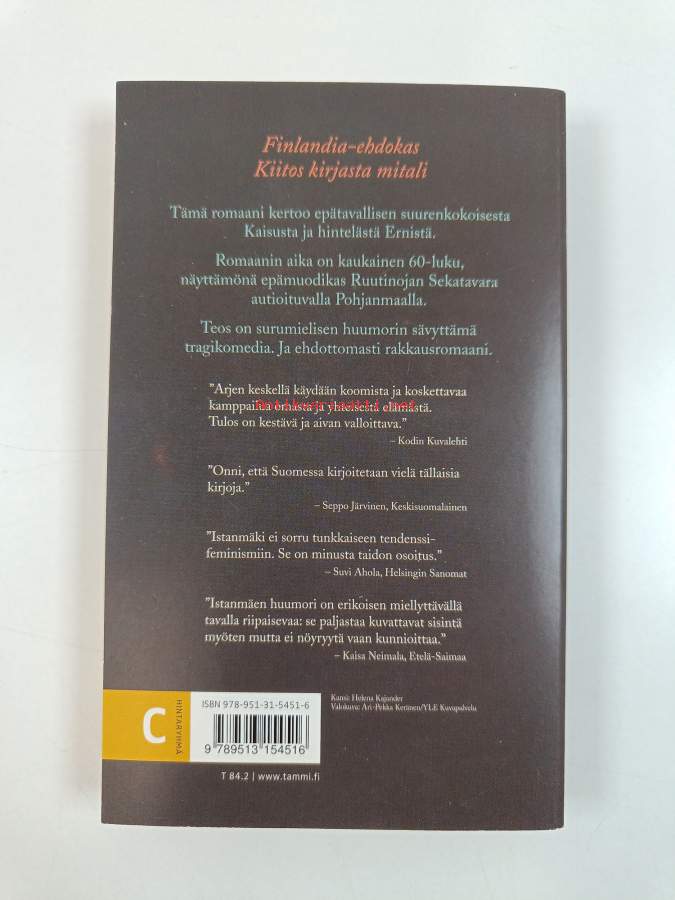 Finlandia-ehdokas
Kiitos kirjasta mitali
Tämä romaani kertoo epätavallisen suurenkokoisesta
Kaisusta ja hintelästä Ernistä.
Romaanin aika on kaukainen 60-luku,
näyttämönä epämuodikas Ruutinojan Sekatavara
autioituvalla Pohjanmaalla.
Teos on surumielisen huumorin sävyttämä
tragikomedia. Ja ehdottomasti rakkausromaani.
"Arjen keskellä käydään koomista ja koskettavaa
kamppailua omasta ja yhteisestä elämästä.
Tulos on kestävä ja aivan valloittava."
– Kodin Kuvalehti
"Onni, että Suomessa kirjoitetaan vielä tällaisia
kirjoja."
– Seppo Järvinen, Keskisuomalainen
"Istanmäki ei sorru tunkkaiseen tendenssi-
feminismiin. Se on minusta taidon osoitus."
– Suvi Ahola, Helsingin Sanomat
"Istanmäen huumori on erikoisen miellyttävällä
tavalla riipaisevaa: se paljastaa kuvattavat sisintä
myöten mutta ei nöyryytä vaan kunnioittaa."
– Kaisa Neimala, Etelä-Saimaa
HINTARYHMÄ
C
ISBN 978-951-31-5451-6
9 789513 154516
T 84.2 | www.tammi.fi
Kansi: Helena Kajander
Valokuva: Ari-Pekka Keränen/YLE Kuvapalvelu